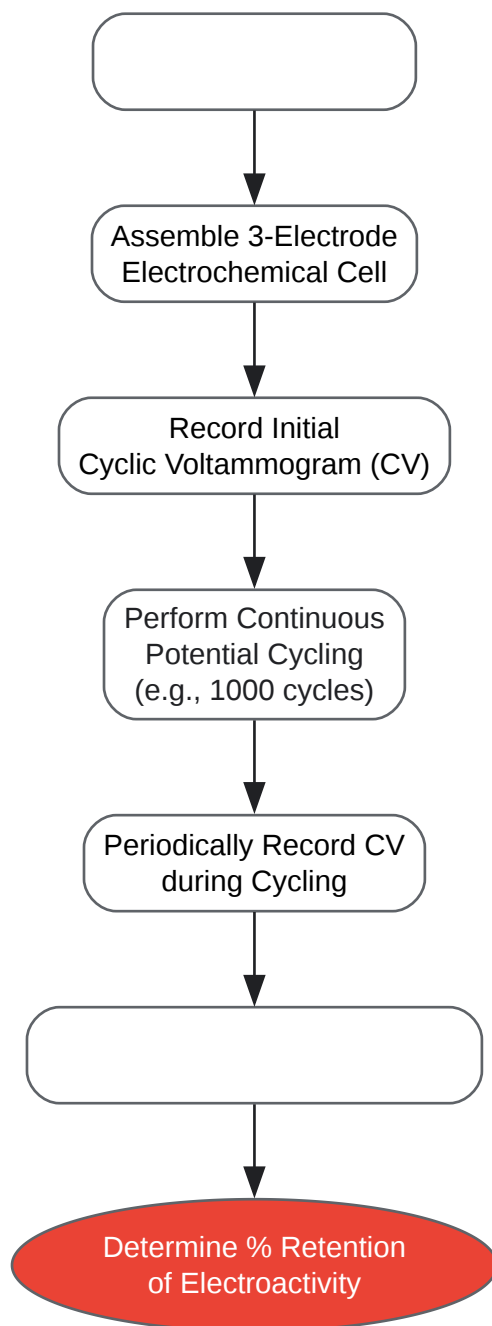 Assemble 3-Electrode
Electrochemical Cell
Record Initial
Cyclic Voltammogram (CV)
Perform Continuous
Potential Cycling
(e.g., 1000 cycles)
Periodically Record CV
during Cycling
Determine % Retention
of Electroactivity